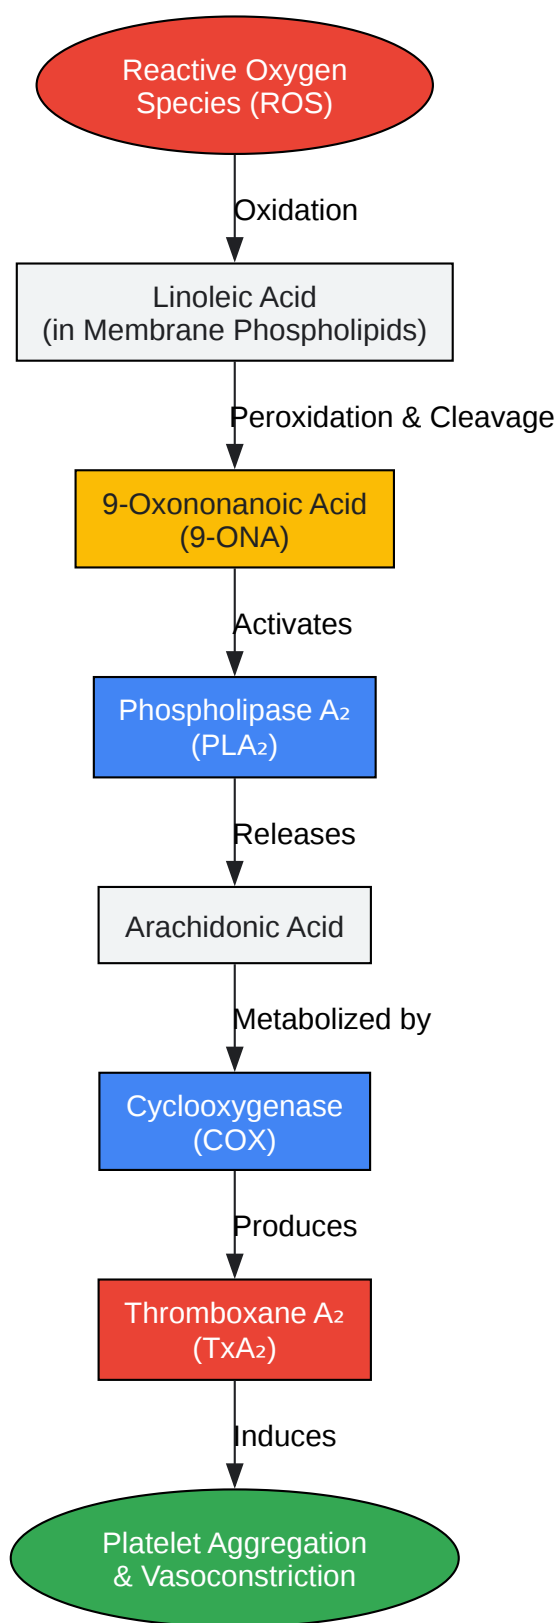 Reactive Oxygen
Species (ROS)
Oxidation
Linoleic Acid
(in Membrane Phospholipids)
Peroxidation & Cleavage
9-Oxononanoic Acid
(9-ONA)
Activates
Phospholipase A₂
(PLA₂)
Releases
Arachidonic Acid
Metabolized by
Cyclooxygenase
(COX)
Produces
Thromboxane A₂
(TxA₂)
Induces
Platelet Aggregation
& Vasoconstriction